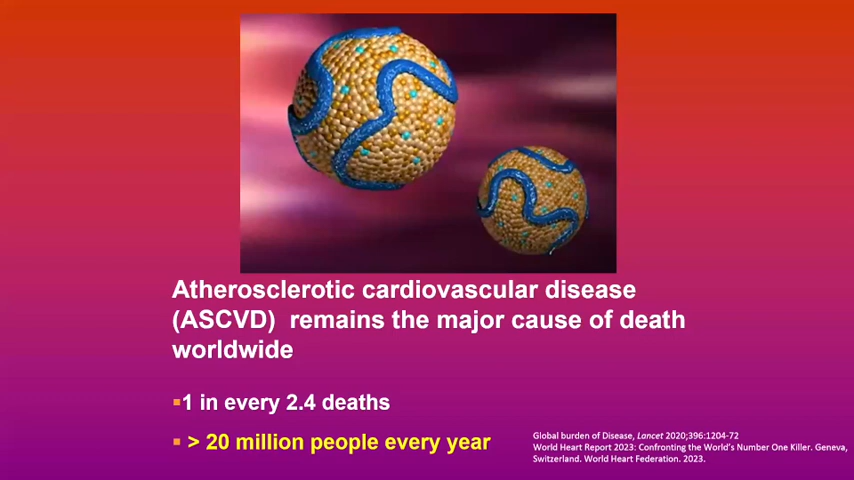 Atherosclerotic cardiovascular disease
(ASCVD) remains the major cause of death
worldwide
▪1 in every 2.4 deaths
▪ > 20 million people every year
Global burden of Disease, Lancet 2020;396:1204-72
World Heart Report 2023: Confronting the World's Number One Killer. Geneva,
Switzerland. World Heart Federation. 2023.